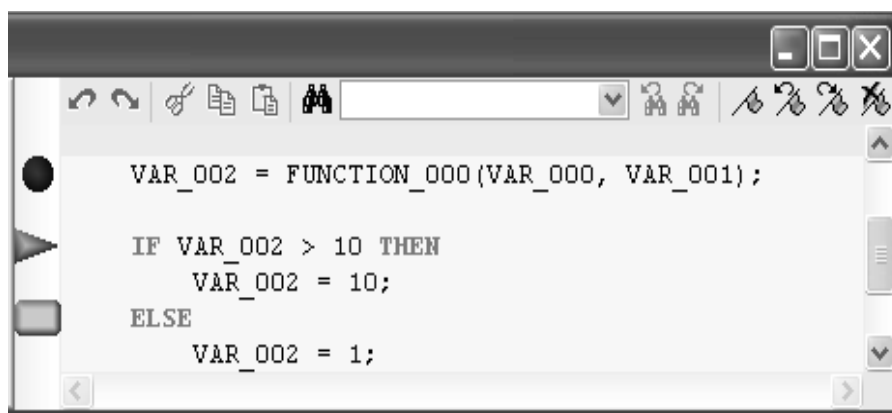 VAR_002 = FUNCTION_000(VAR_000, VAR_001);
IF VAR_002 > 10 THEN
VAR_002 = 10;
ELSE
VAR_002 = 1;